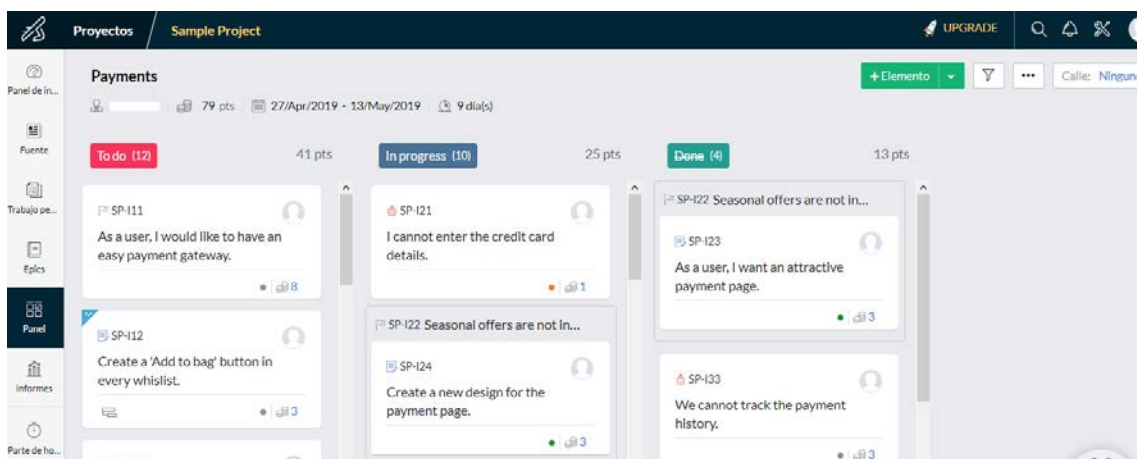 Proyectos / Sample Project
UPGRADE
Panel de in...
Fuente
Trabajo pe...
Epics
Panel
Informes
Parte de ho...
Payments
+ Elemento
Calle: Ninguno
79 pts
27/Apr/2019 - 13/May/2019
9 día(s)
To do (12)
41 pts
SP-I11
As a user, I would like to have an
easy payment gateway.
8
SP-I12
Create a 'Add to bag' button in
every whislist.
3
In progress (10)
25 pts
SP-I21
I cannot enter the credit card
details.
1
SP-I22 Seasonal offers are not in...
SP-I24
Create a new design for the
payment page.
3
Done (4)
13 pts
SP-I22 Seasonal offers are not in...
SP-I23
As a user, I want an attractive
payment page.
3
SP-I33
We cannot track the payment
history.
3